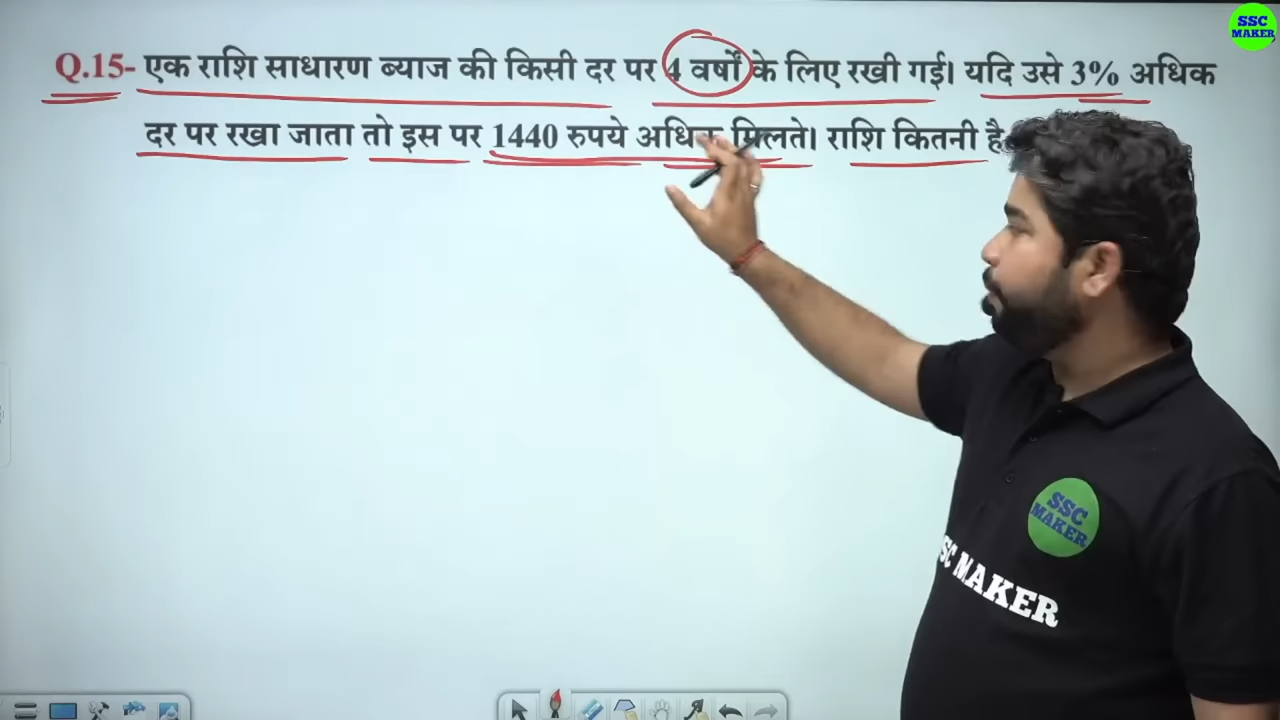 SSC
MAKER
Q.15- एक राशि साधारण ब्याज की किसी दर पर 4 वर्षों के लिए रखी गई। यदि उसे 3% अधिक
दर पर रखा जाता तो इस पर 1440 रुपये अधिक मिलते। राशि कितनी है
SSC
MAKER
SC MAKER